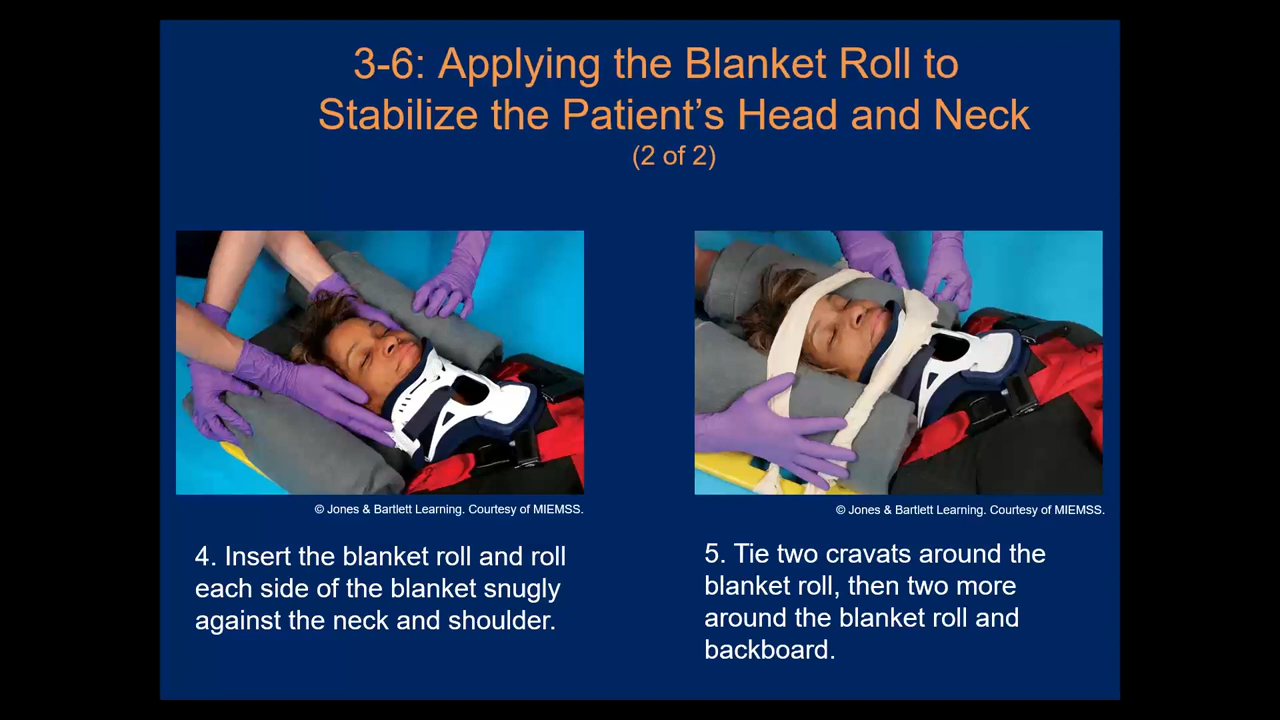 3-6: Applying the Blanket Roll to
Stabilize the Patient’s Head and Neck
(2 of 2)
© Jones & Bartlett Learning. Courtesy of MIEMSS.
4. Insert the blanket roll and roll
each side of the blanket snugly
against the neck and shoulder.
© Jones & Bartlett Learning. Courtesy of MIEMSS.
5. Tie two cravats around the
blanket roll, then two more
around the blanket roll and
backboard.